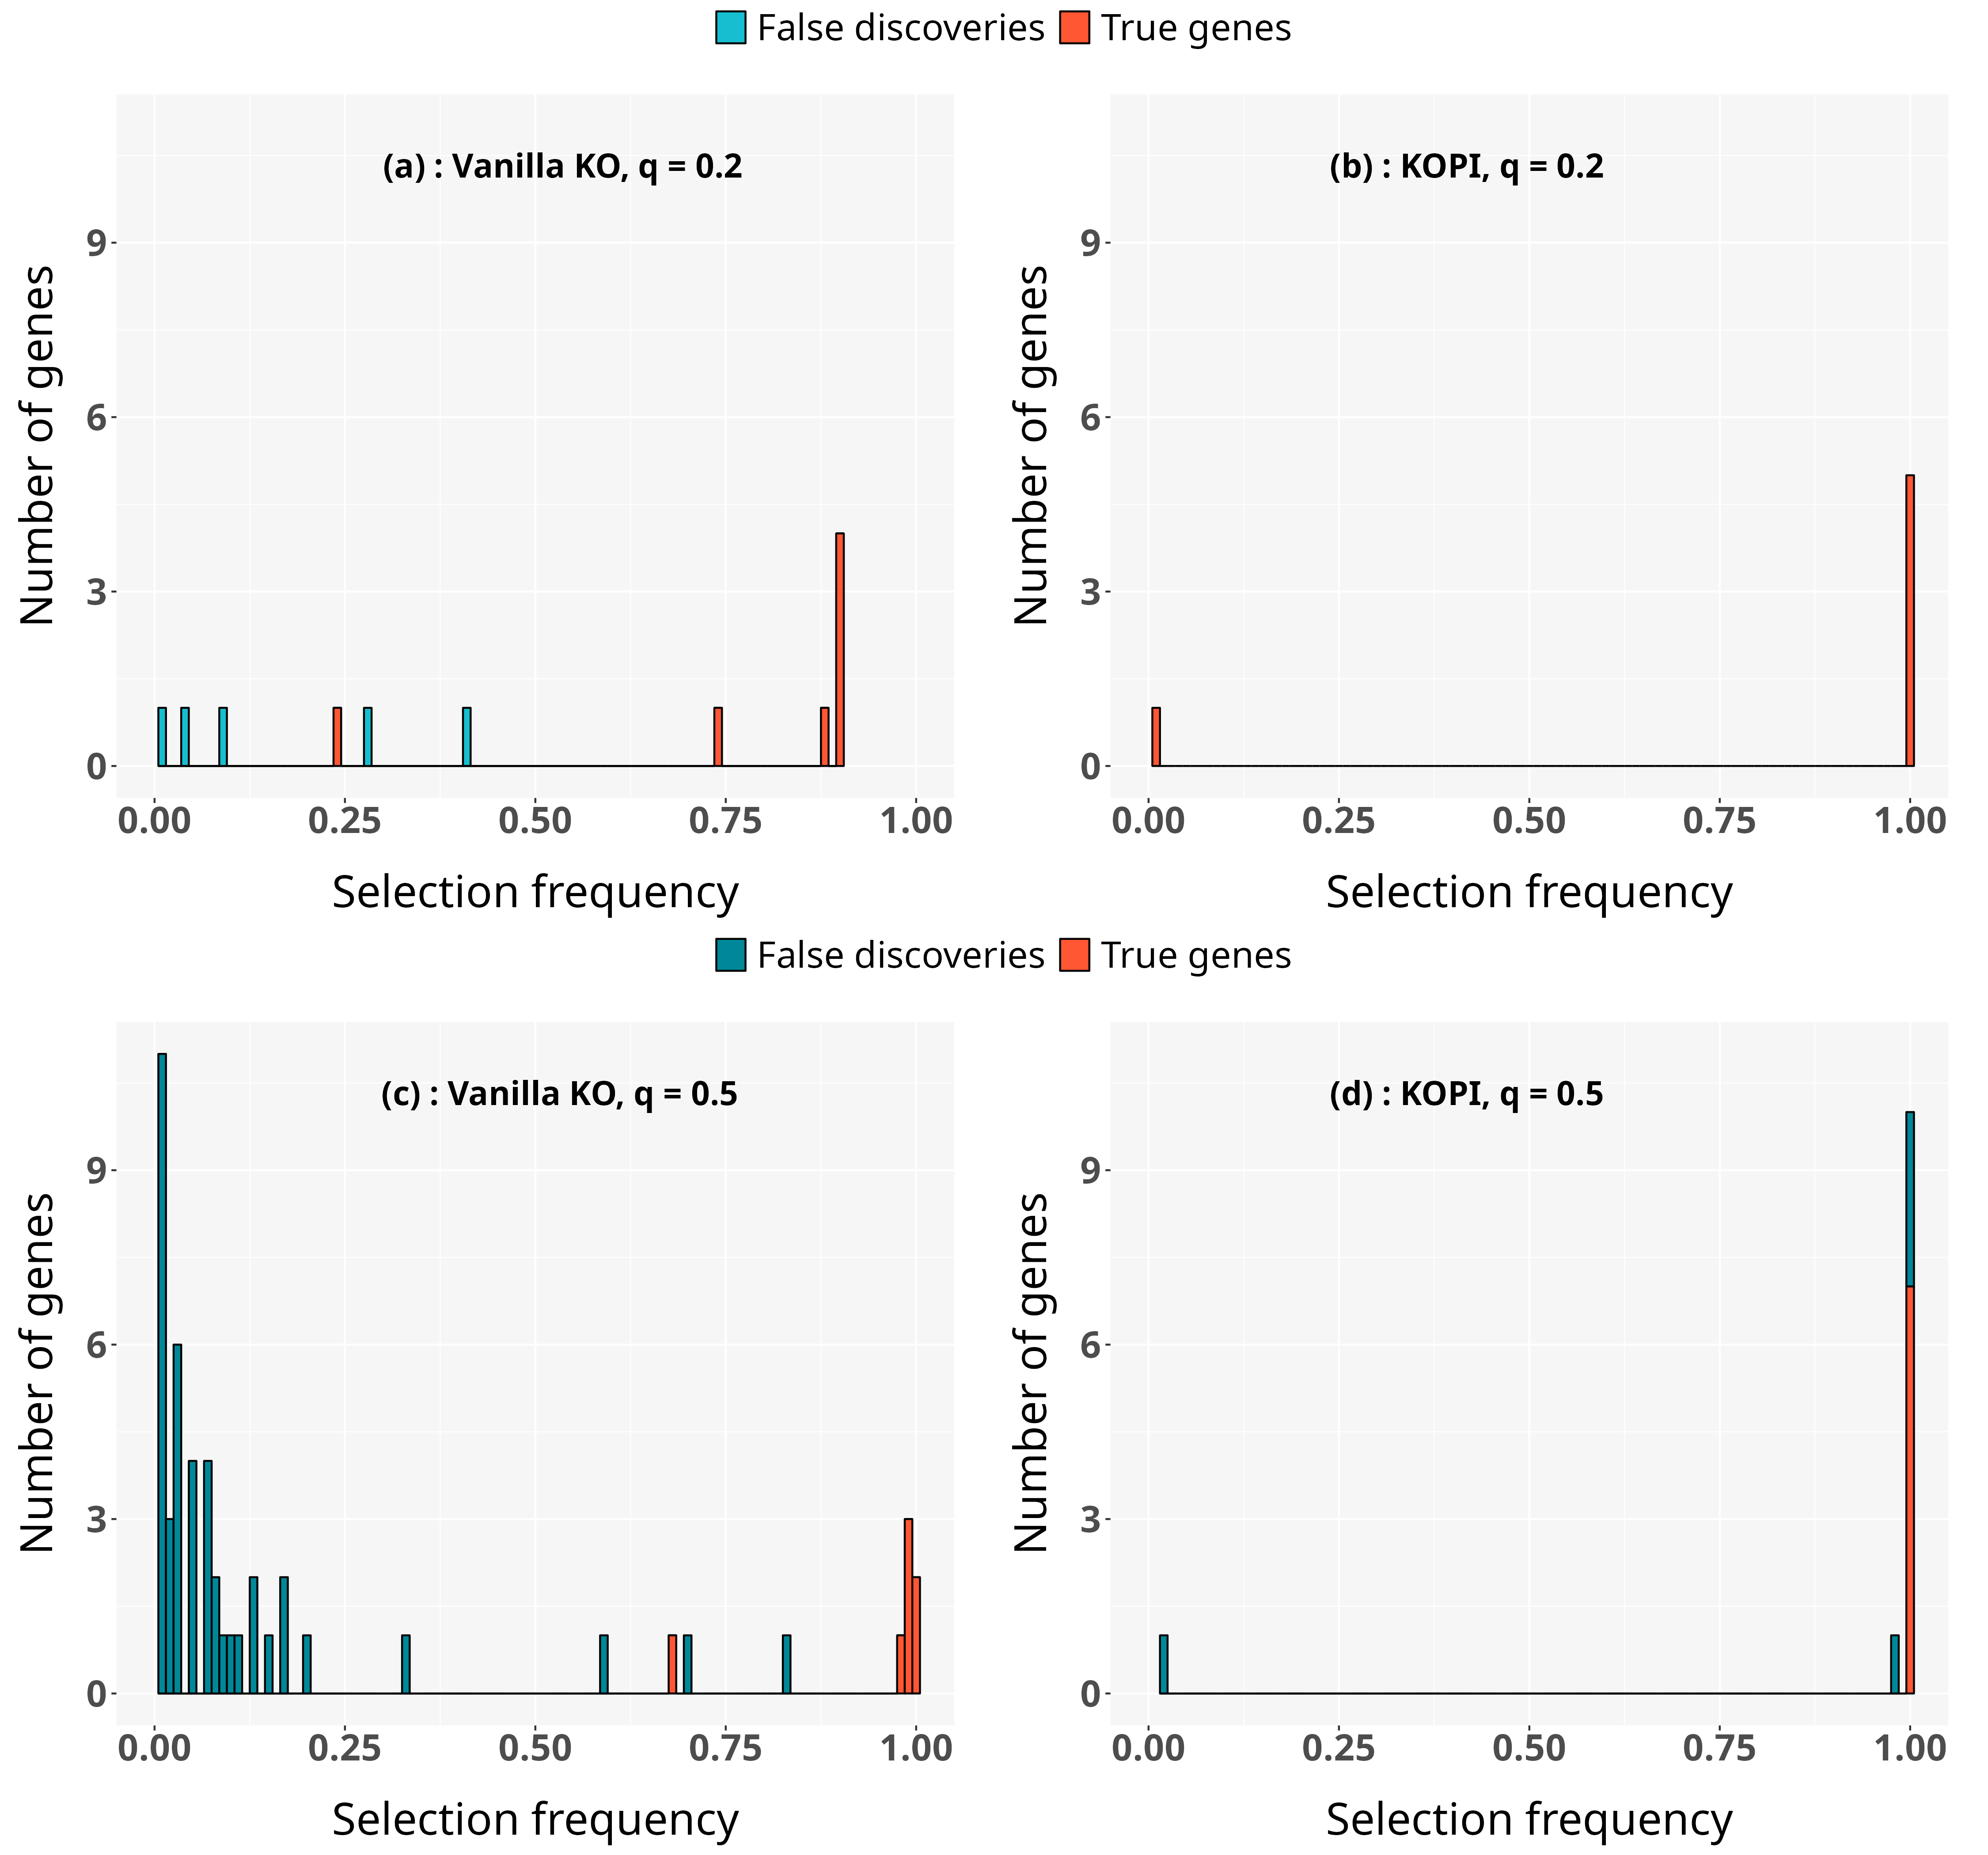 False discoveries True genes
(a) : Vanilla KO, q = 0.2
(b) : KOPI, q = 0.2
Number of genes
9
6
3
0
0.00 0.25 0.50 0.75 1.00
Selection frequency
Number of genes
9
6
3
0
0.00 0.25 0.50 0.75 1.00
Selection frequency
False discoveries True genes
(c) : Vanilla KO, q = 0.5
(d) : KOPI, q = 0.5
Number of genes
9
6
3
0
0.00 0.25 0.50 0.75 1.00
Selection frequency
Number of genes
9
6
3
0
0.00 0.25 0.50 0.75 1.00
Selection frequency